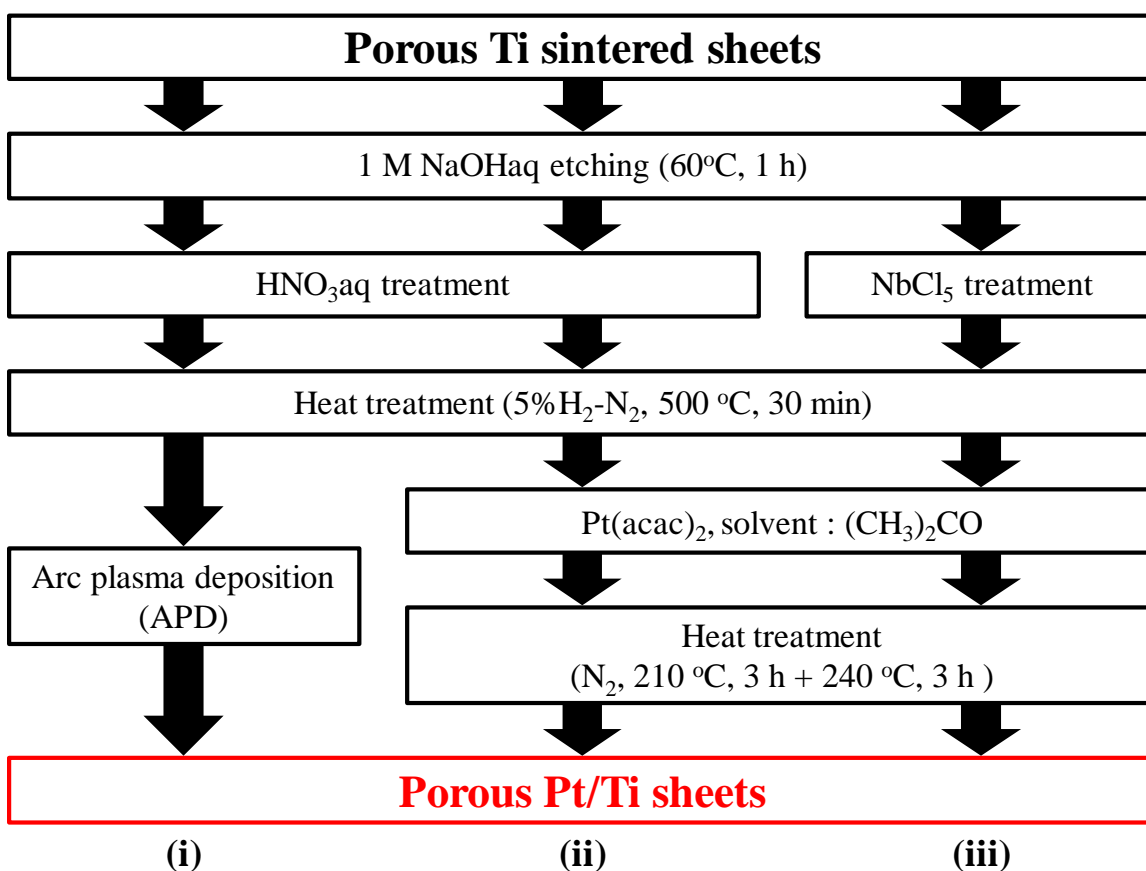 Porous Ti sintered sheets
1 M NaOHaq etching (60°C, 1 h)
HNO₃aq treatment
NbCl₅ treatment
Heat treatment (5%H₂-N₂, 500 °C, 30 min)
Pt(acac)₂, solvent : (CH₃)₂CO
Arc plasma deposition
(APD)
Heat treatment
(N₂, 210 °C, 3 h + 240 °C, 3 h )
Porous Pt/Ti sheets
(i)
(ii)
(iii)